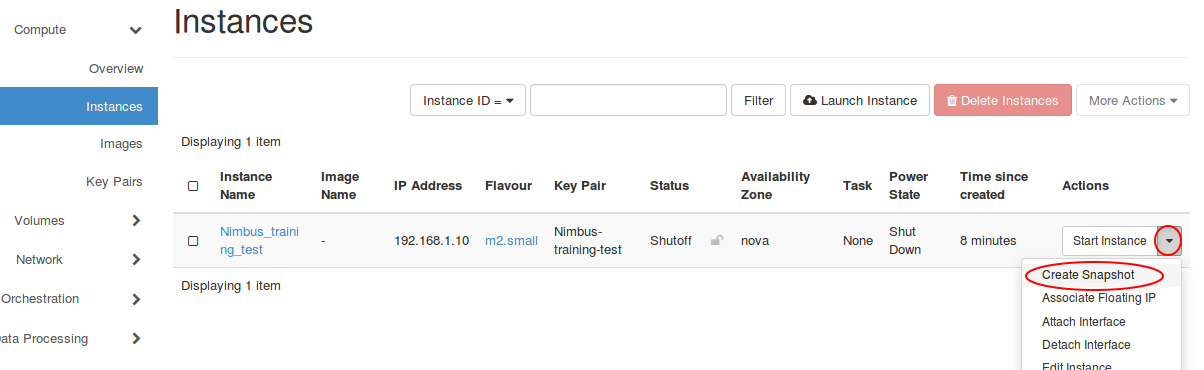 Instances
Compute
Overview
Instances
Images
Key Pairs
Volumes
Network
Orchestration
ata Processing
Instance ID =
Filter
Launch Instance
Delete Instances
More Actions
Displaying 1 item
Instance Name
Image Name
IP Address
Flavour
Key Pair
Status
Availability Zone
Task
Power State
Time since created
Actions
Nimbus_traini
ng_test
-
192.168.1.10
m2.small
Nimbus-
training-test
Shutoff
nova
None
Shut
Down
8 minutes
Start Instance
Displaying 1 item
Create Snapshot
Associate Floating IP
Attach Interface
Detach Interface
Edit Instance